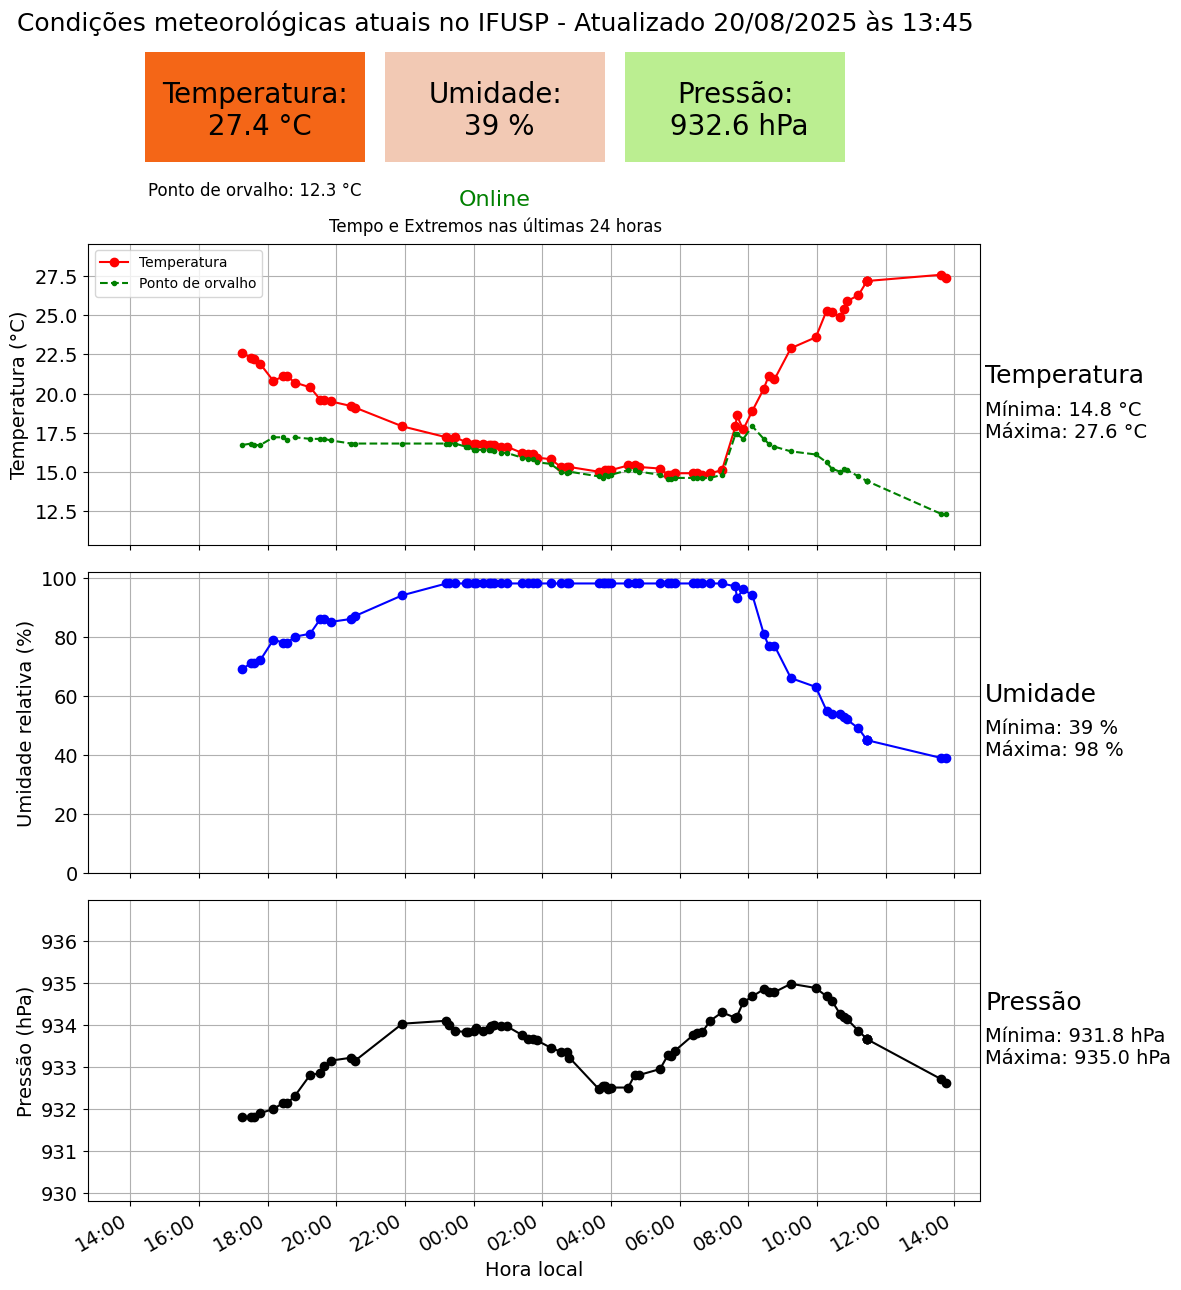 Condições meteorológicas atuais no IFUSP - Atualizado 20/08/2025 às 13:45
Temperatura:
27.4 °C
Umidade:
39 %
Pressão:
932.6 hPa
Ponto de orvalho: 12.3 °C
Online
Tempo e Extremos nas últimas 24 horas
Temperatura
Ponto de orvalho
Temperatura (°C)
27.5
25.0
22.5
20.0
17.5
15.0
12.5
Temperatura
Mínima: 14.8 °C
Máxima: 27.6 °C
Umidade relativa (%)
100
80
60
40
20
0
Umidade
Mínima: 39 %
Máxima: 98 %
Pressão (hPa)
936
935
934
933
932
931
930
Pressão
Mínima: 931.8 hPa
Máxima: 935.0 hPa
14:00
16:00
18:00
20:00
22:00
00:00
02:00
04:00
06:00
08:00
10:00
12:00
14:00
Hora local